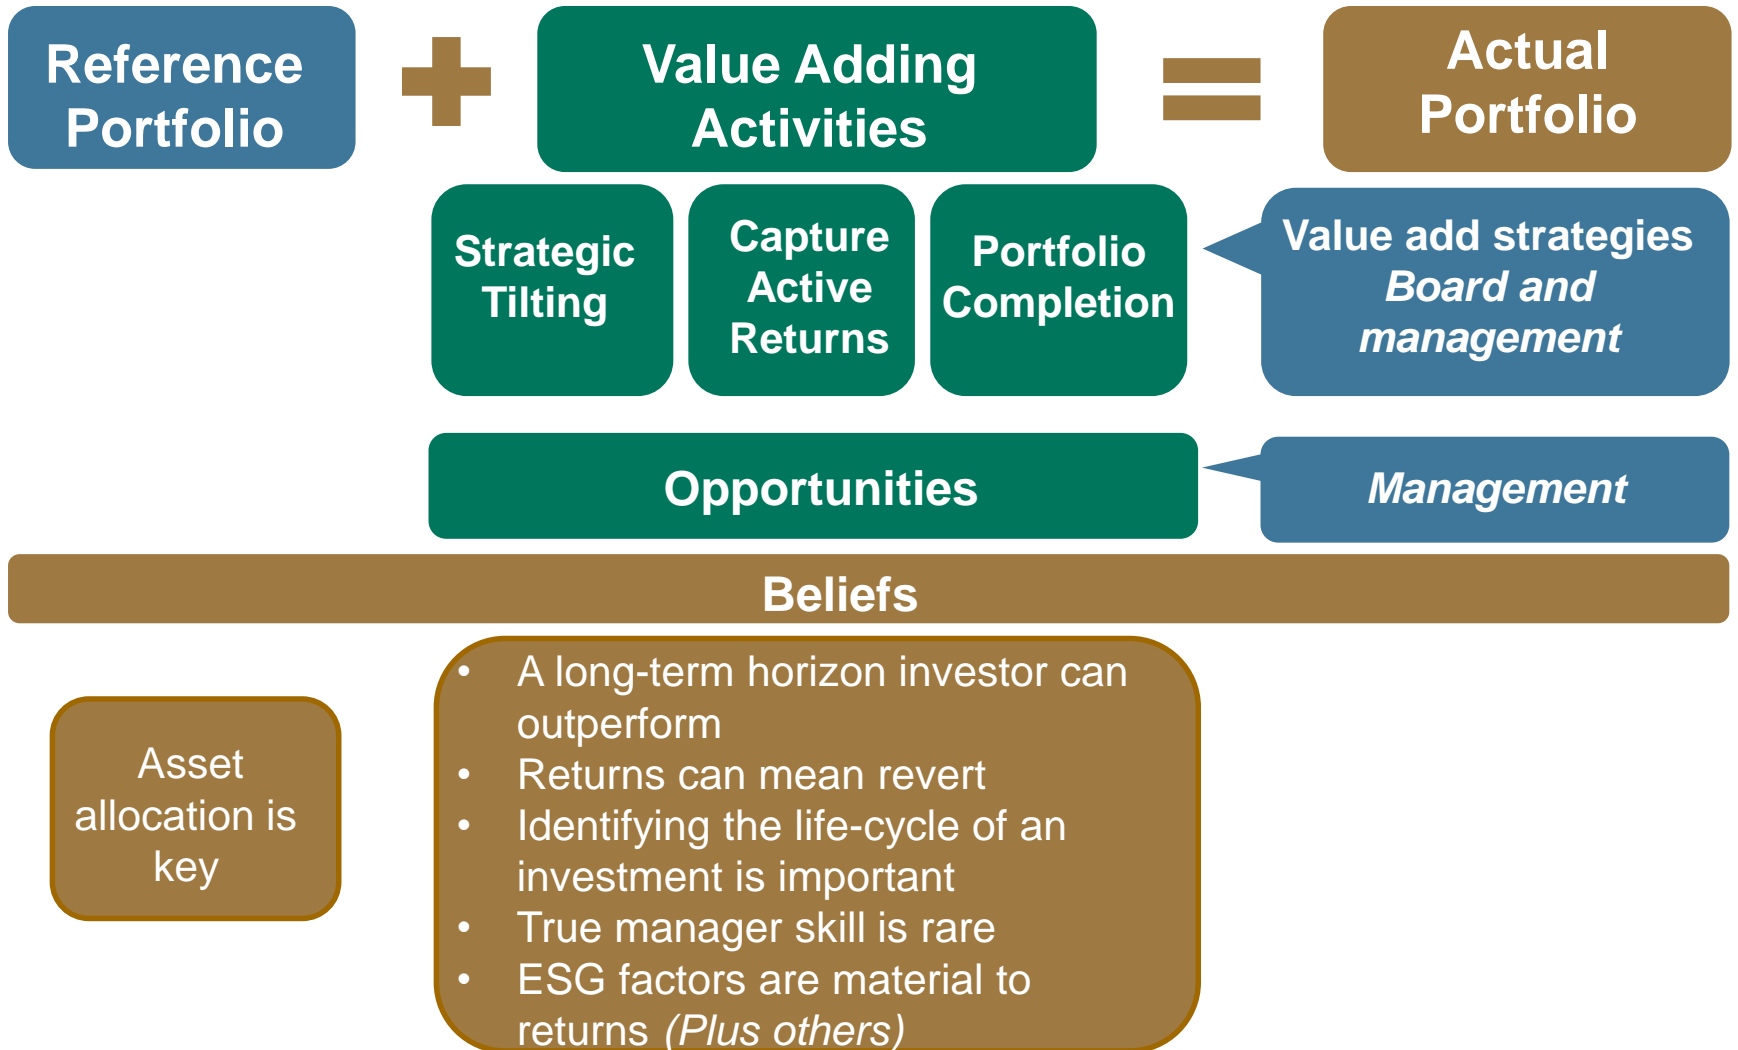 Reference
Portfolio
Value Adding
Activities
Actual
Portfolio
Strategic
Tilting
Capture
Active
Returns
Portfolio
Completion
Value add strategies
Board and
management
Opportunities
Management
Beliefs
Asset
allocation is
key
• A long-term horizon investor can
outperform
• Returns can mean revert
• Identifying the life-cycle of an
investment is important
• True manager skill is rare
• ESG factors are material to
returns (Plus others)